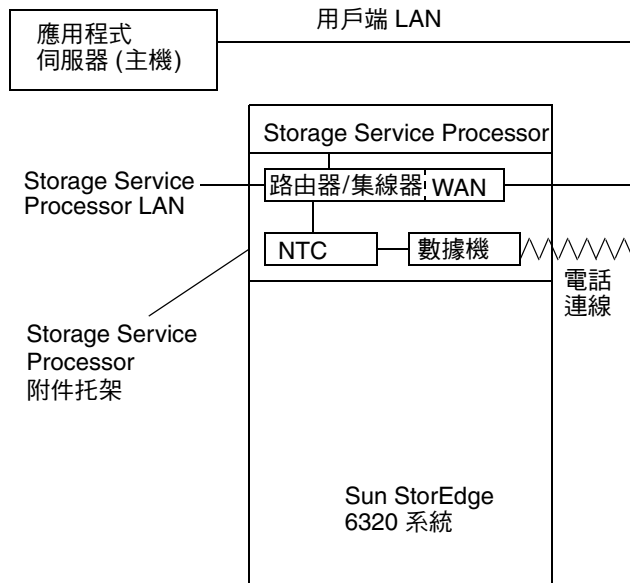 用戶端 LAN
應用程式
伺服器 (主機)
Storage Service Processor
Storage Service
Processor LAN
路由器/集線器
WAN
NTC
數據機
電話
連線
Storage Service
Processor
附件托架
Sun StorEdge
6320 系統